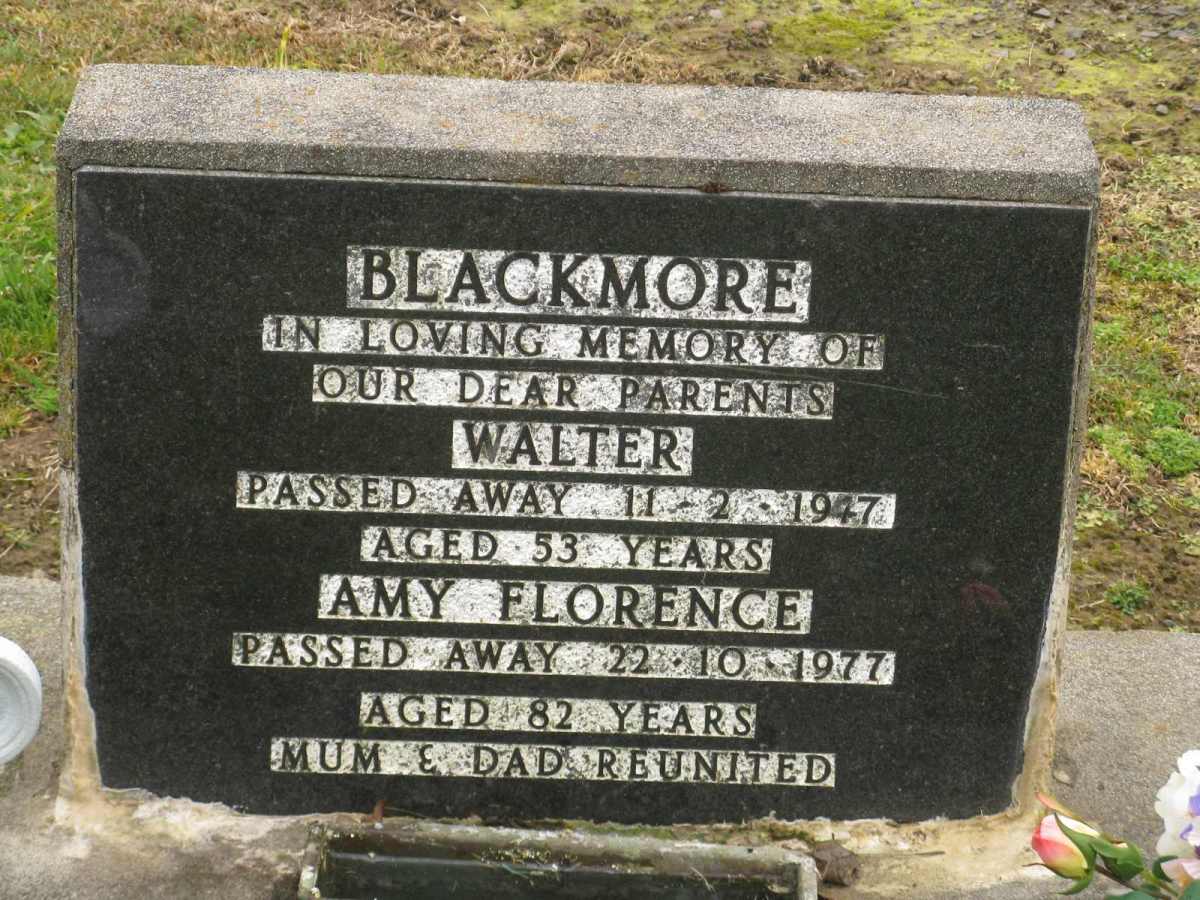 BLACKMORE
IN LOVING MEMORY OF
OUR DEAR PARENTS
WALTER
PASSED AWAY 11-2·1947
AGED 53 YEARS
AMY FLORENCE
PASSED AWAY 22·10·1977
AGED 82 YEARS
MUM & DAD REUNITED